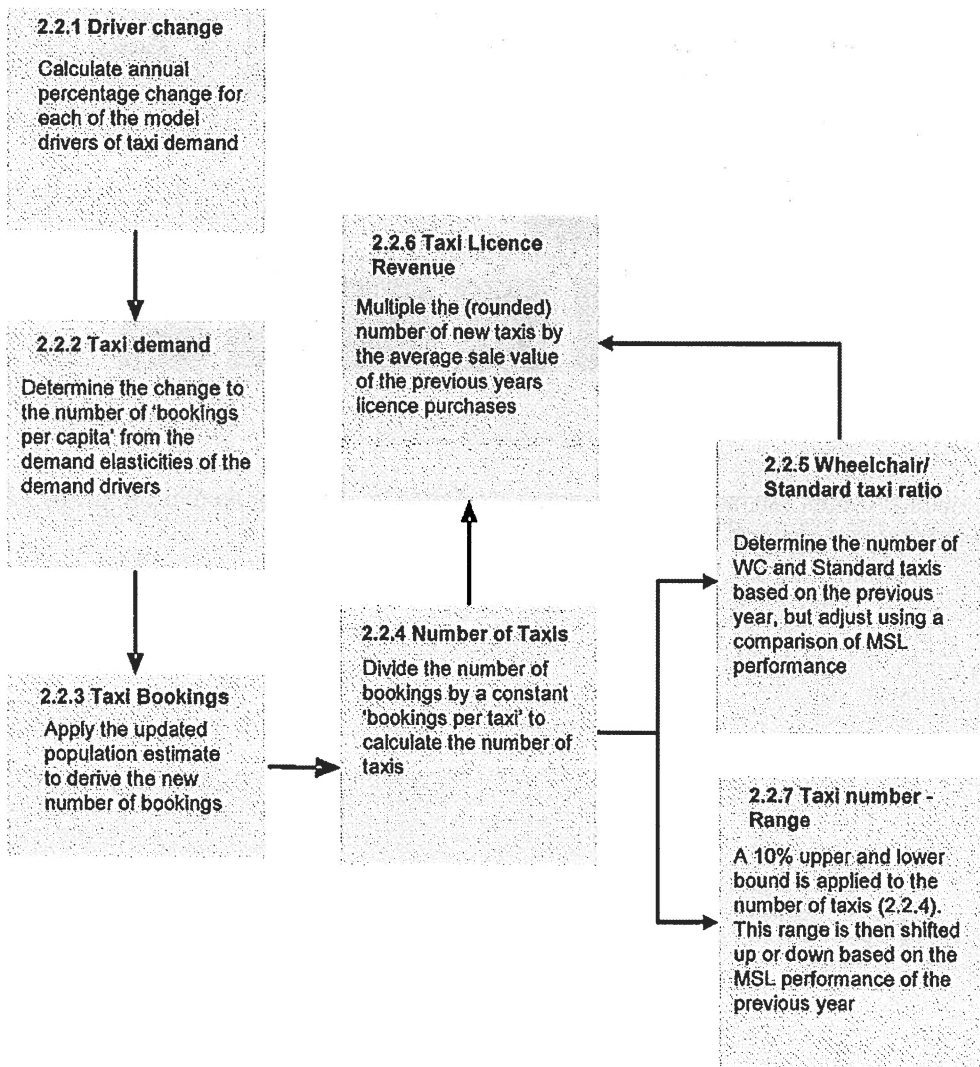 2.2.1 Driver change
Calculate annual
percentage change for
each of the model
drivers of taxi demand
2.2.2 Taxi demand
Determine the change to
the number of 'bookings
per capita' from the
demand elasticities of the
demand drivers
2.2.3 Taxi Bookings
Apply the updated
population estimate
to derive the new
number of bookings
2.2.4 Number of Taxis
Divide the number of
bookings by a constant
'bookings per taxi' to
calculate the number of
taxis
2.2.6 Taxi Licence
Revenue
Multiple the (rounded)
number of new taxis by
the average sale value
of the previous years
licence purchases
2.2.5 Wheelchair/
Standard taxi ratio
Determine the number of
WC and Standard taxis
based on the previous
year, but adjust using a
comparison of MSL
performance
2.2.7 Taxi number -
Range
A 10% upper and lower
bound is applied to the
number of taxis (2.2.4).
This range is then shifted
up or down based on the
MSL performance of the
previous year